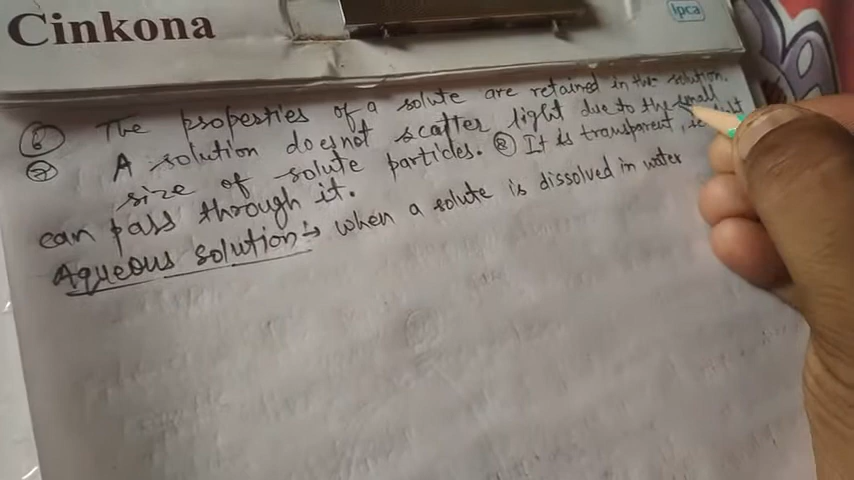 Cinkona
Ipca
⑥ The properties of a solute are retained in the solution.
⑦ A solution does not scatter light due to the small
size of solute particles. ⑧ It is transparent, i.e. light
can pass through it.
Aqueous solution :→ when a solute is dissolved in water